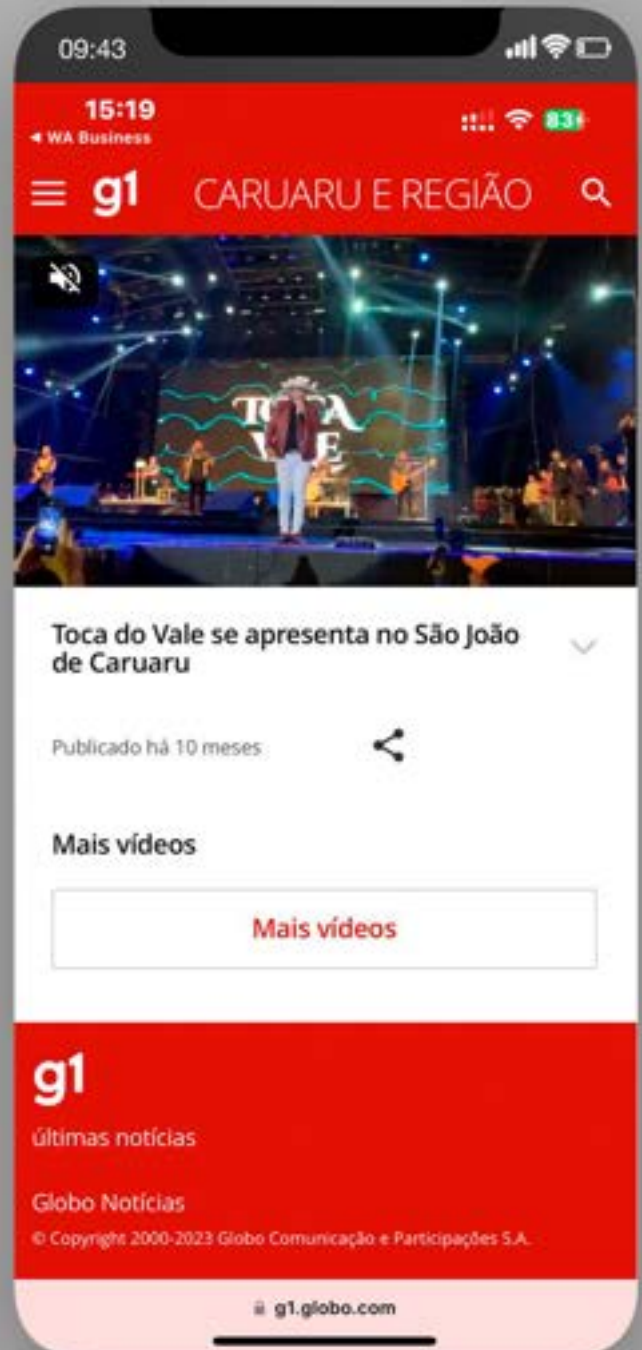 09:43
15:19
◄ WA Business
83
g1
CARUARU E REGIÃO
TOCA
VALE
Toca do Vale se apresenta no São João
de Caruaru
Publicado há 10 meses
Mais vídeos
Mais vídeos
g1
últimas notícias
Globo Notícias
© Copyright 2000-2023 Globo Comunicação e Participações S.A.
g1.globo.com